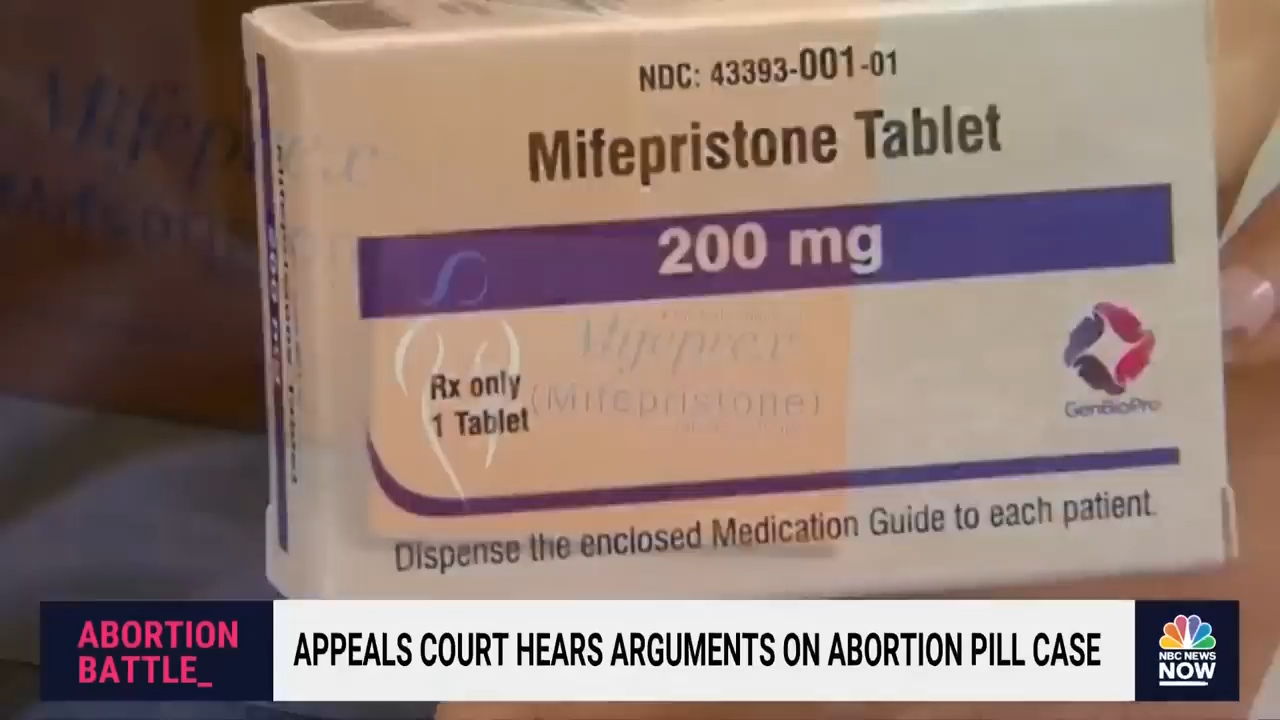 NDC: 43393-001-01
Mifepristone Tablet
200 mg
Mifeprex
(Mifepristone)
Rx only
1 Tablet
GenBioPro
Dispense the enclosed Medication Guide to each patient.
ABORTION
BATTLE_
APPEALS COURT HEARS ARGUMENTS ON ABORTION PILL CASE
NBC NEWS
NOW